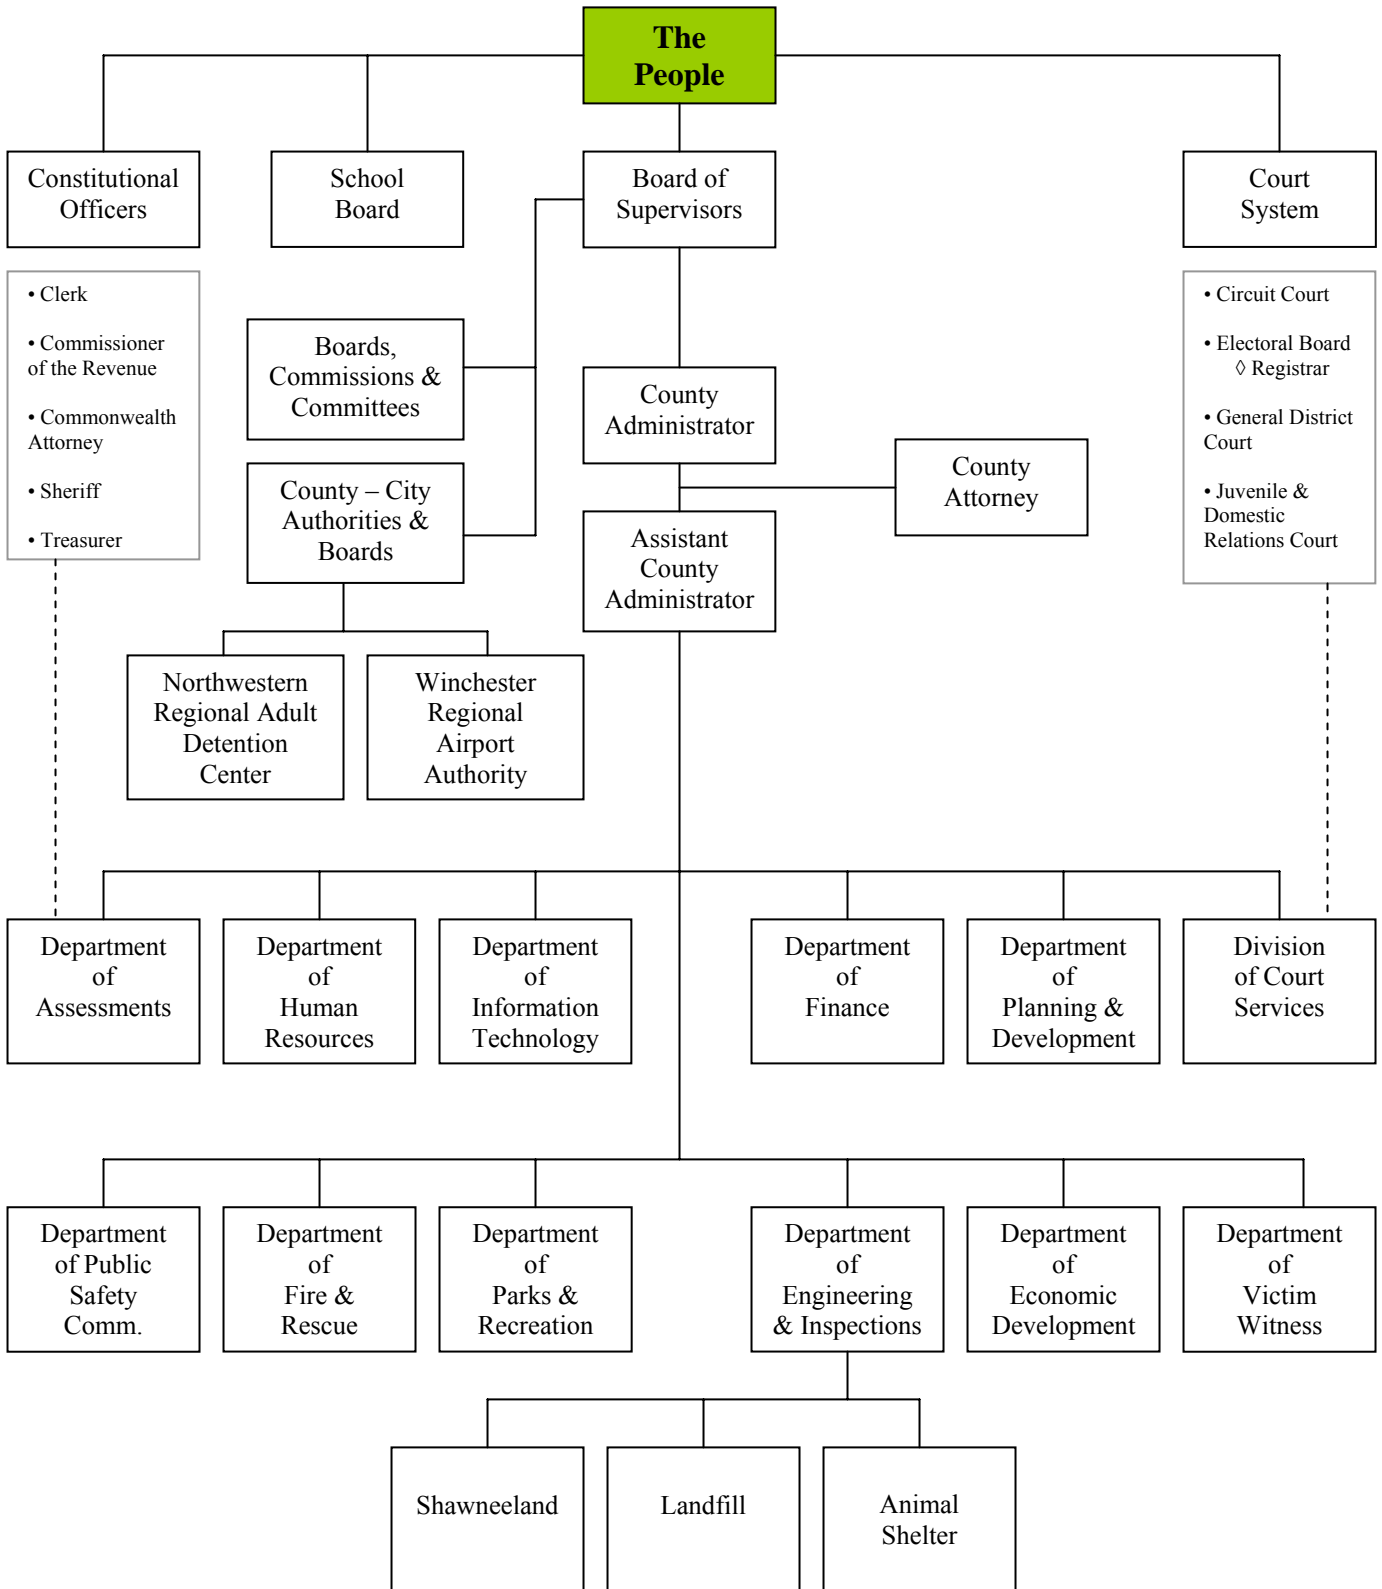 The
People
Constitutional
Officers
School
Board
Board of
Supervisors
Court
System
• Clerk
• Commissioner
of the Revenue
• Commonwealth
Attorney
• Sheriff
• Treasurer
• Circuit Court
• Electoral Board
◊ Registrar
• General District
Court
• Juvenile &
Domestic
Relations Court
Boards,
Commissions &
Committees
County
Administrator
County
Attorney
County – City
Authorities &
Boards
Assistant
County
Administrator
Northwestern
Regional Adult
Detention
Center
Winchester
Regional
Airport
Authority
Department
of
Assessments
Department
of
Human
Resources
Department
of
Information
Technology
Department
of
Finance
Department
of
Planning &
Development
Division
of Court
Services
Department
of Public
Safety
Comm.
Department
of
Fire &
Rescue
Department
of
Parks &
Recreation
Department
of
Engineering
& Inspections
Department
of
Economic
Development
Department
of
Victim
Witness
Shawneeland
Landfill
Animal
Shelter